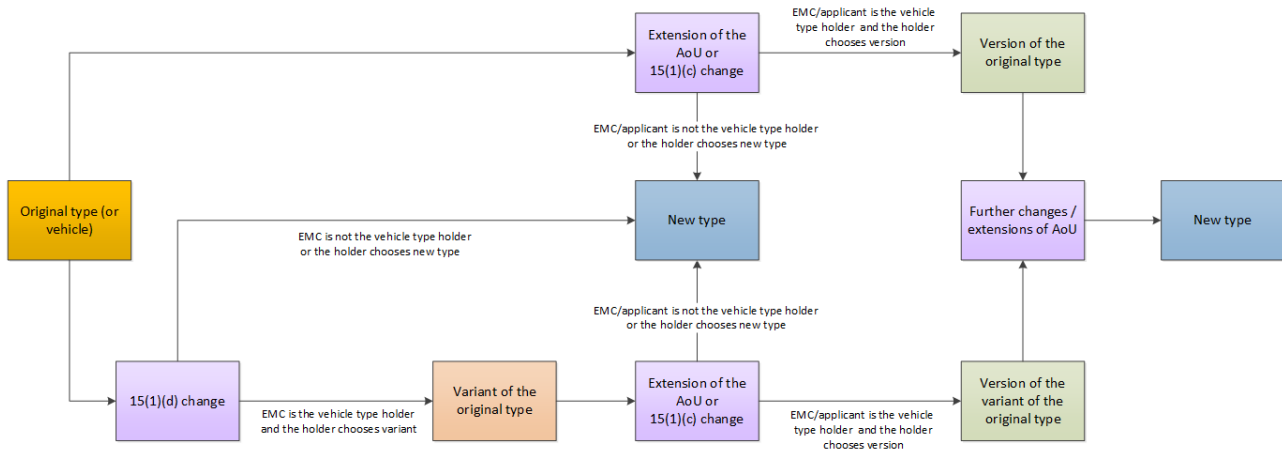 EMC/applicant is the vehicle
type holder and the holder
chooses version
Extension of the
AoU or
15(1)(c) change
Version of the
original type
EMC/applicant is not the vehicle type holder
or the holder chooses new type
Original type (or
vehicle)
New type
Further changes /
extensions of AoU
New type
EMC is not the vehicle type holder
or the holder chooses new type
EMC/applicant is not the vehicle type holder
or the holder chooses new type
15(1)(d) change
EMC is the vehicle type holder
and the holder chooses variant
Variant of the
original type
Extension of the
AoU or
15(1)(c) change
EMC/applicant is the vehicle
type holder and the holder
chooses version
Version of the
variant of the
original type